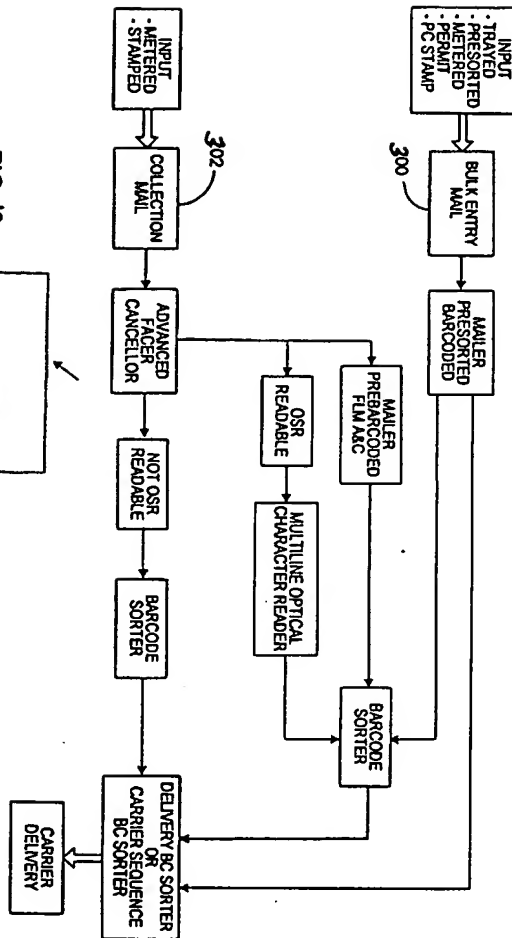 INPUT
· TRAYED
· PRESORTED
· METERED
· PERMIT
· PC STAMP
BULK ENTRY
MAIL
300
MAILER
PRESORTED
BARCODED
MAILER
PREBARCODED
FLM A&C
OSR
READABLE
MULTILINE OPTICAL
CHARACTER READER
BARCODE
SORTER
INPUT
· METERED
· STAMPED
302
COLLECTION
MAIL
ADVANCED
FACER
CANCELLOR
NOT OSR
READABLE
BARCODE
SORTER
DELIVERY BC SORTER
OR
CARRIER SEQUENCE
BC SORTER
CARRIER
DELIVERY